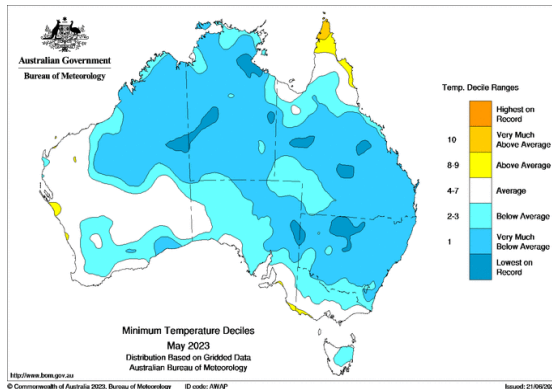 Australian Government
Bureau of Meteorology
Temp. Decile Ranges
Highest on
Record
10 Very Much
Above Average
8-9 Above Average
4-7 Average
2-3 Below Average
1 Very Much
Below Average
Lowest on
Record
Minimum Temperature Deciles
May 2023
Distribution Based on Gridded Data
Australian Bureau of Meteorology
http://www.bom.gov.au
© Commonwealth of Australia 2023, Bureau of Meteorology ID code: AWAP Issued: 21/06/202